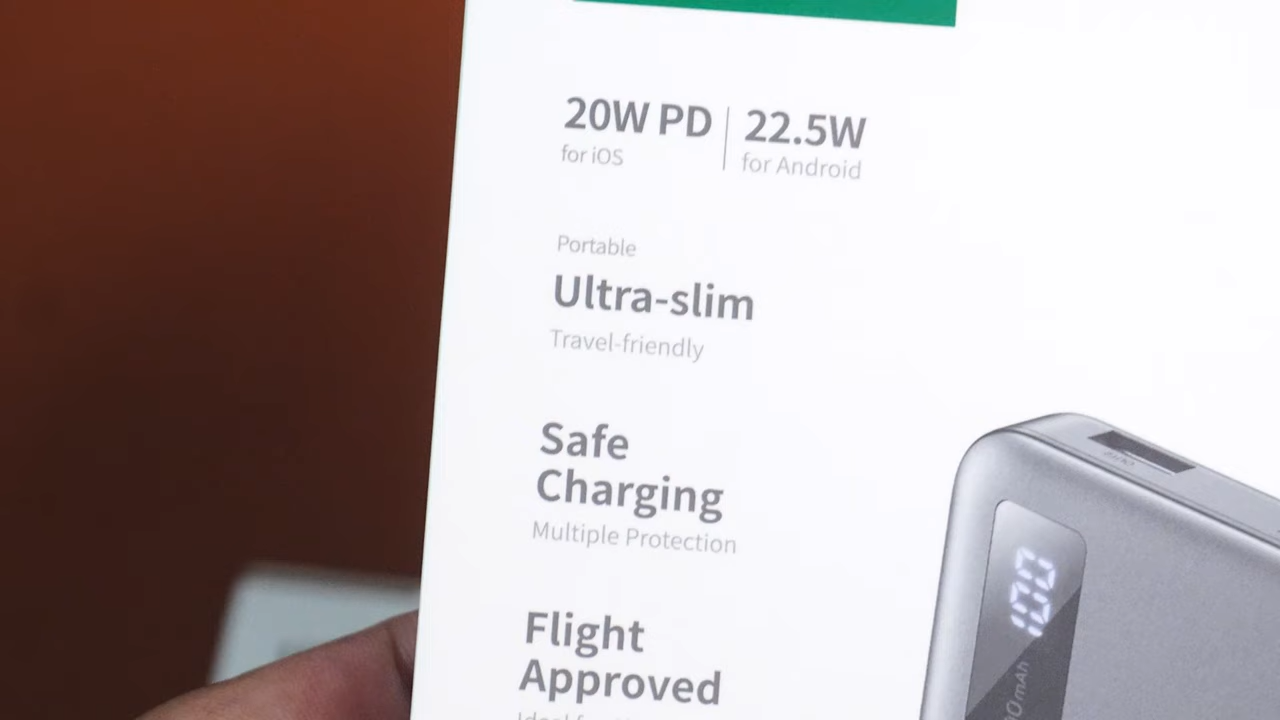 20W PD
for iOS
22.5W
for Android
Portable
Ultra-slim
Travel-friendly
Safe
Charging
Multiple Protection
Flight
Approved
100